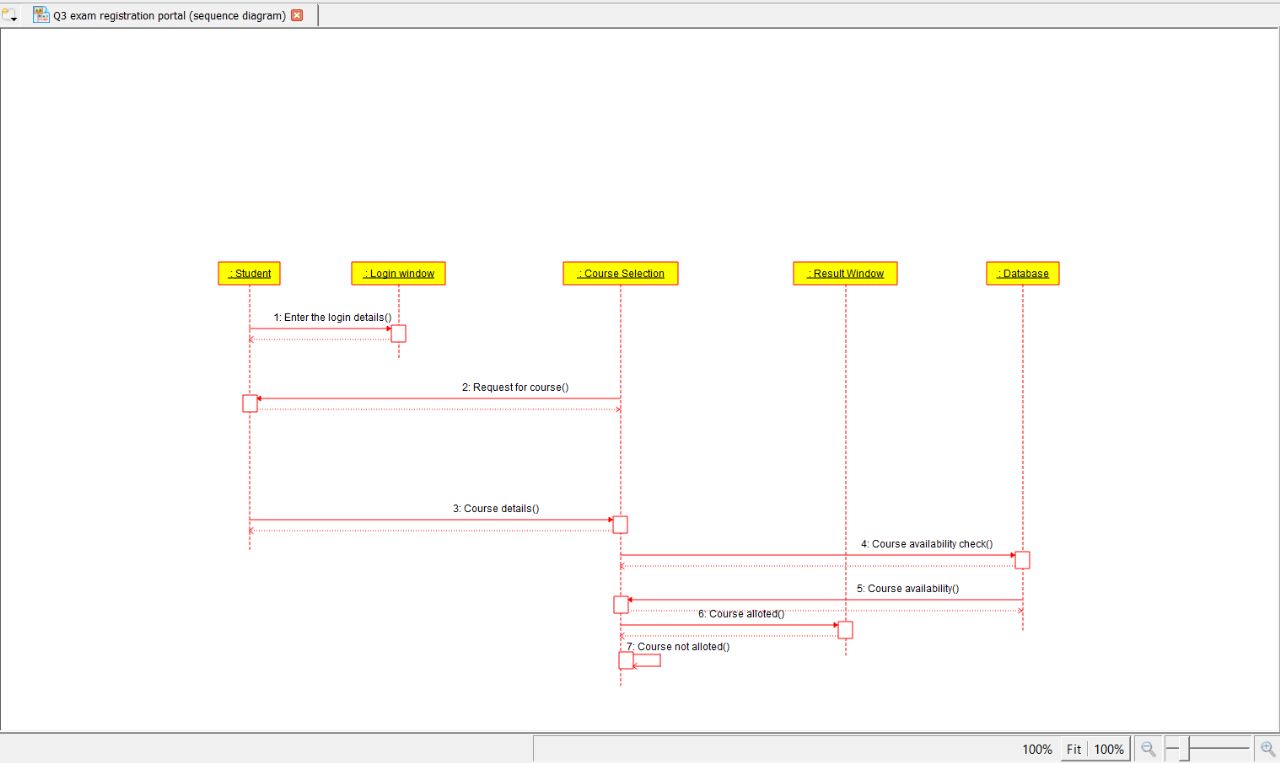 Q3 exam registration portal (sequence diagram)
.: Student
.: Login window
.: Course Selection
.: Result Window
.: Database
1: Enter the login details()
2: Request for course()
3: Course details()
4: Course availability check()
5: Course availability()
6: Course alloted()
7: Course not alloted()
100% Fit 100%